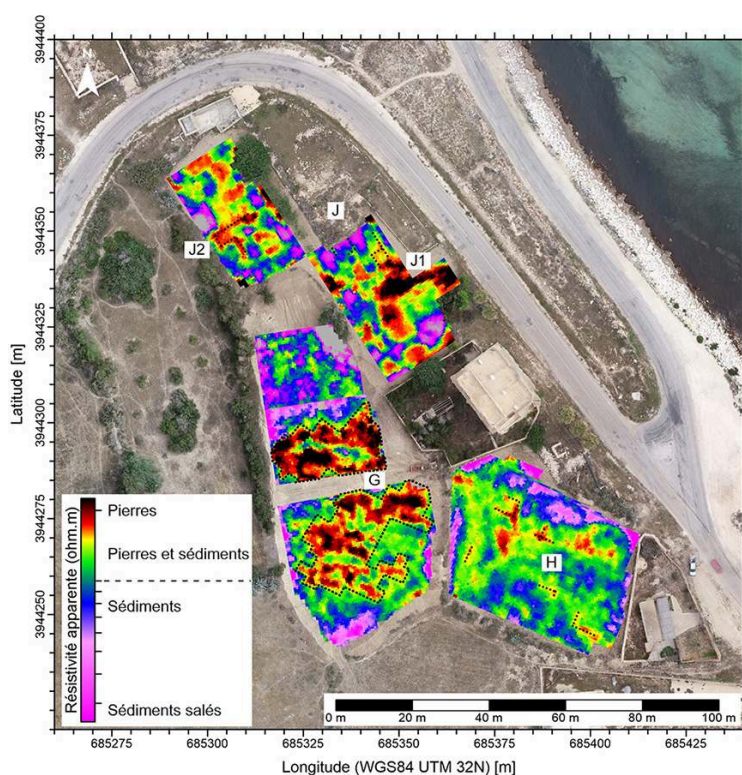 3944400
3944375
3944350
3944325
3944300
3944275
3944250
Latitude [m]
N
J
J1
J2
G
H
Résistivité apparente (ohm.m)
Pierres
Pierres et sédiments
Sédiments
Sédiments salés
0 m
20 m
40 m
60 m
80 m
100 m
685275
685300
685325
685350
685375
685400
685425
Longitude (WGS84 UTM 32N) [m]